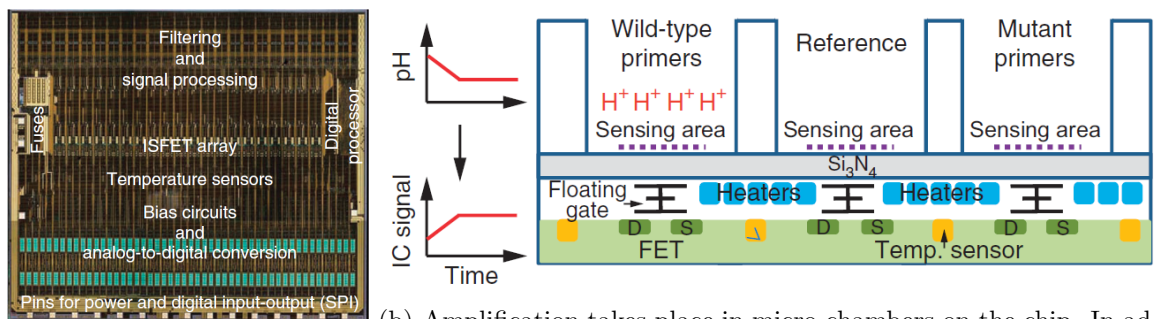 Filtering
and
signal processing
Fuses
Digital
processor
ISFET array
Temperature sensors
Bias circuits
and
analog-to-digital conversion
Pins for power and digital input-output (SPI)
pH
IC signal
Time
Wild-type
primers
Reference
Mutant
primers
H+ H+ H+ H+
Sensing area
Sensing area
Sensing area
Si3N4
Floating
gate
Heaters
Heaters
D
S
D
S
D
S
FET
Temp. sensor
(b) Amplification takes place in micro-chambers on the chip. In ad-